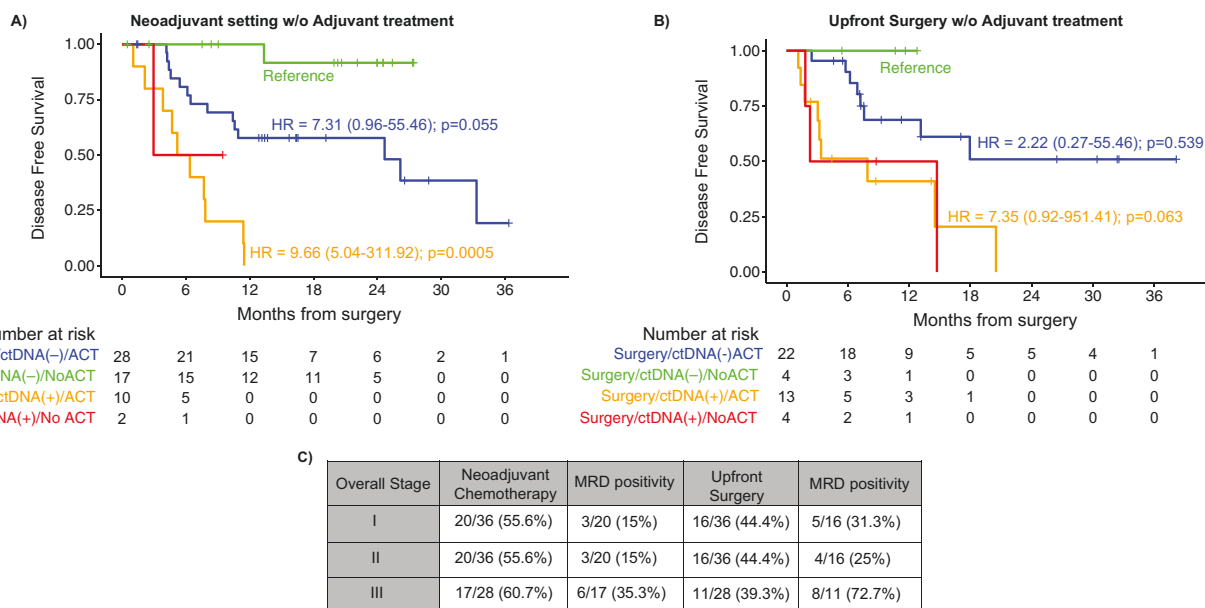 A) Neoadjuvant setting w/o Adjuvant treatment
Disease Free Survival
1.00
0.75
0.50
0.25
0.00
Reference
HR = 7.31 (0.96-55.46); p=0.055
HR = 9.66 (5.04-311.92); p=0.0005
0 6 12 18 24 30 36
Months from surgery
umber at risk
/ctDNA(–)/ACT 28 21 15 7 6 2 1
DNA(–)/NoACT 17 15 12 11 5 0 0
ctDNA(+)/ACT 10 5 0 0 0 0 0
NA(+)/No ACT 2 1 0 0 0 0 0
B) Upfront Surgery w/o Adjuvant treatment
Disease Free Survival
1.00
0.75
0.50
0.25
0.00
Reference
HR = 2.22 (0.27-55.46); p=0.539
HR = 7.35 (0.92-951.41); p=0.063
0 6 12 18 24 30 36
Months from surgery
Number at risk
Surgery/ctDNA(-)ACT 22 18 9 5 5 4 1
Surgery/ctDNA(–)/NoACT 4 3 1 0 0 0 0
Surgery/ctDNA(+)/ACT 13 5 3 1 0 0 0
Surgery/ctDNA(+)/NoACT 4 2 1 0 0 0 0
C)
Overall Stage Neoadjuvant Chemotherapy MRD positivity Upfront Surgery MRD positivity
I 20/36 (55.6%) 3/20 (15%) 16/36 (44.4%) 5/16 (31.3%)
II 20/36 (55.6%) 3/20 (15%) 16/36 (44.4%) 4/16 (25%)
III 17/28 (60.7%) 6/17 (35.3%) 11/28 (39.3%) 8/11 (72.7%)